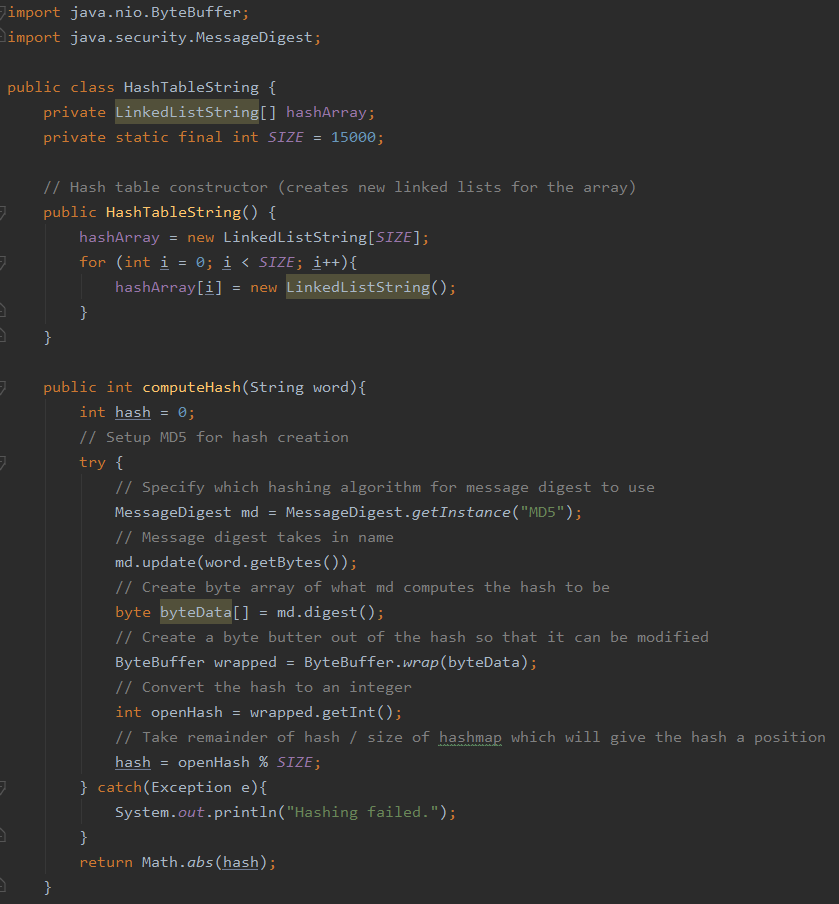 import java.nio.ByteBuffer;
import java.security.MessageDigest;
public class HashTableString {
private LinkedListString[] hashArray;
private static final int SIZE = 15000;
// Hash table constructor (creates new linked lists for the array)
public HashTableString() {
hashArray = new LinkedListString[SIZE];
for (int i = 0; i < SIZE; i++){
hashArray[i] = new LinkedListString();
}
}
public int computeHash(String word){
int hash = 0;
// Setup MD5 for hash creation
try {
// Specify which hashing algorithm for message digest to use
MessageDigest md = MessageDigest.getInstance("MD5");
// Message digest takes in name
md.update(word.getBytes());
// Create byte array of what md computes the hash to be
byte byteData[] = md.digest();
// Create a byte butter out of the hash so that it can be modified
ByteBuffer wrapped = ByteBuffer.wrap(byteData);
// Convert the hash to an integer
int openHash = wrapped.getInt();
// Take remainder of hash / size of hashmap which will give the hash a position
hash = openHash % SIZE;
} catch(Exception e){
System.out.println("Hashing failed.");
}
return Math.abs(hash);
}